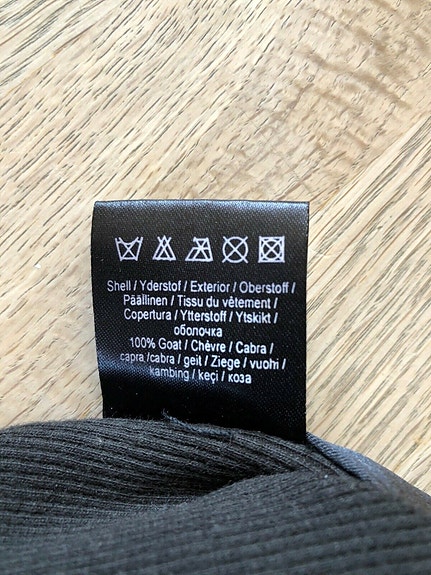 Shell / Yderstof / Exterior / Oberstoff /
Päällinen / Tissu du vêtement /
Copertura / Ytterstoff / Ytskikt /
оболочка
100% Goat / Chèvre / Cabra /
capra /cabra / geit / Ziege / vuohi /
kambing / keçi / коза